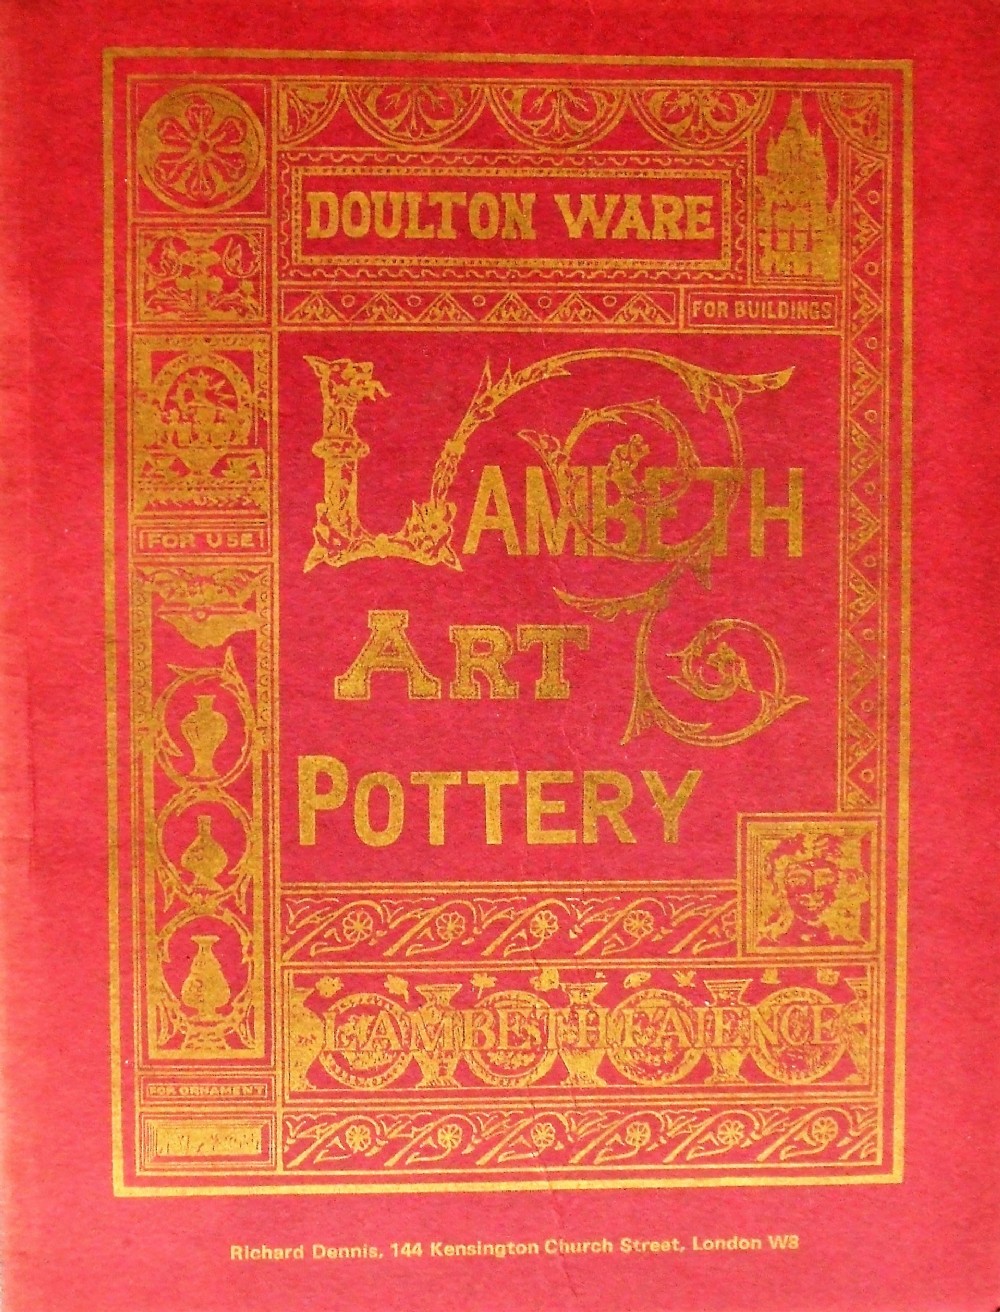 DOULTON WARE
FOR BUILDINGS
LAMBETH
ART
POTTERY
FOR USE
LAMBETH FAIENCE
FOR ORNAMENT
Richard Dennis, 144 Kensington Church Street, London W8